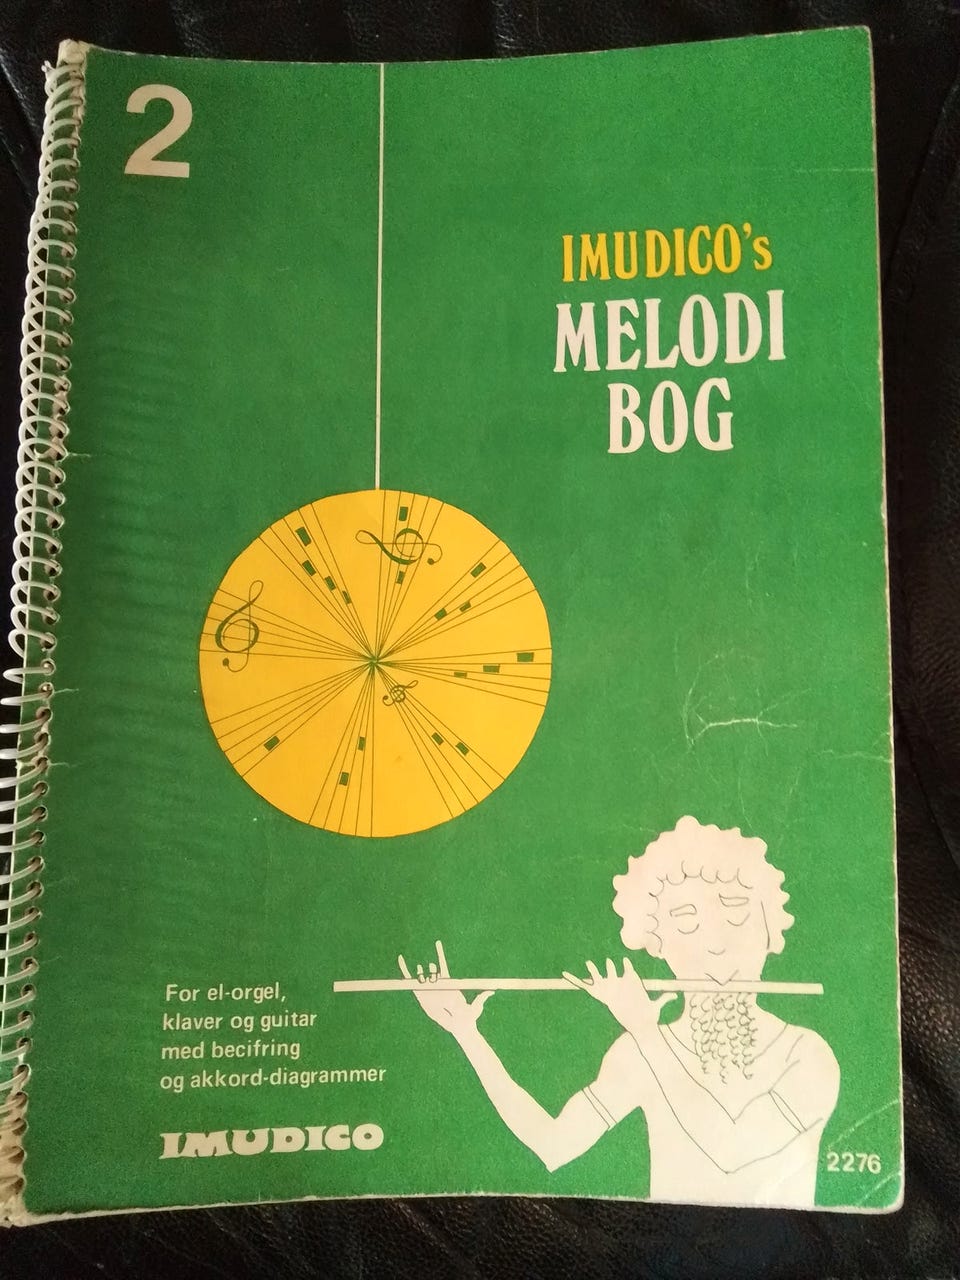 2
IMUDICO's
MELODI
BOG
For el-orgel,
klaver og guitar
med becifring
og akkord-diagrammer
IMUDICO
2276